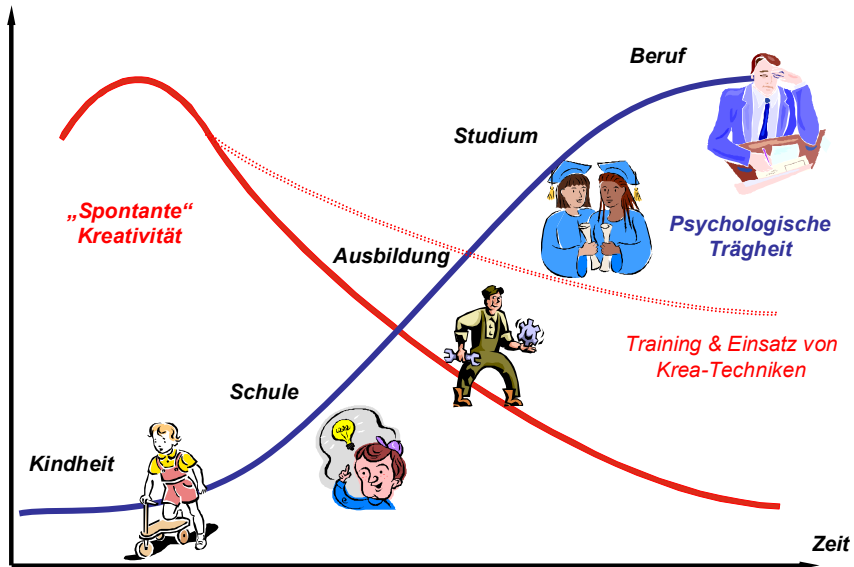 Beruf
Studium
„Spontante“
Kreativität
Psychologische
Trägheit
Ausbildung
Training & Einsatz von
Krea-Techniken
Schule
Kindheit
Zeit